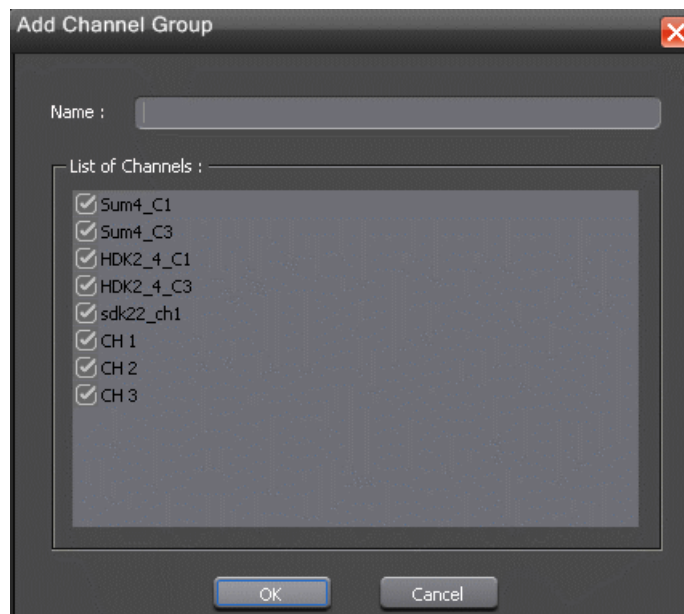 Add Channel Group
Name :
List of Channels :
Sum4_C1
Sum4_C3
HDK2_4_C1
HDK2_4_C3
sdk22_ch1
CH 1
CH 2
CH 3
OK Cancel